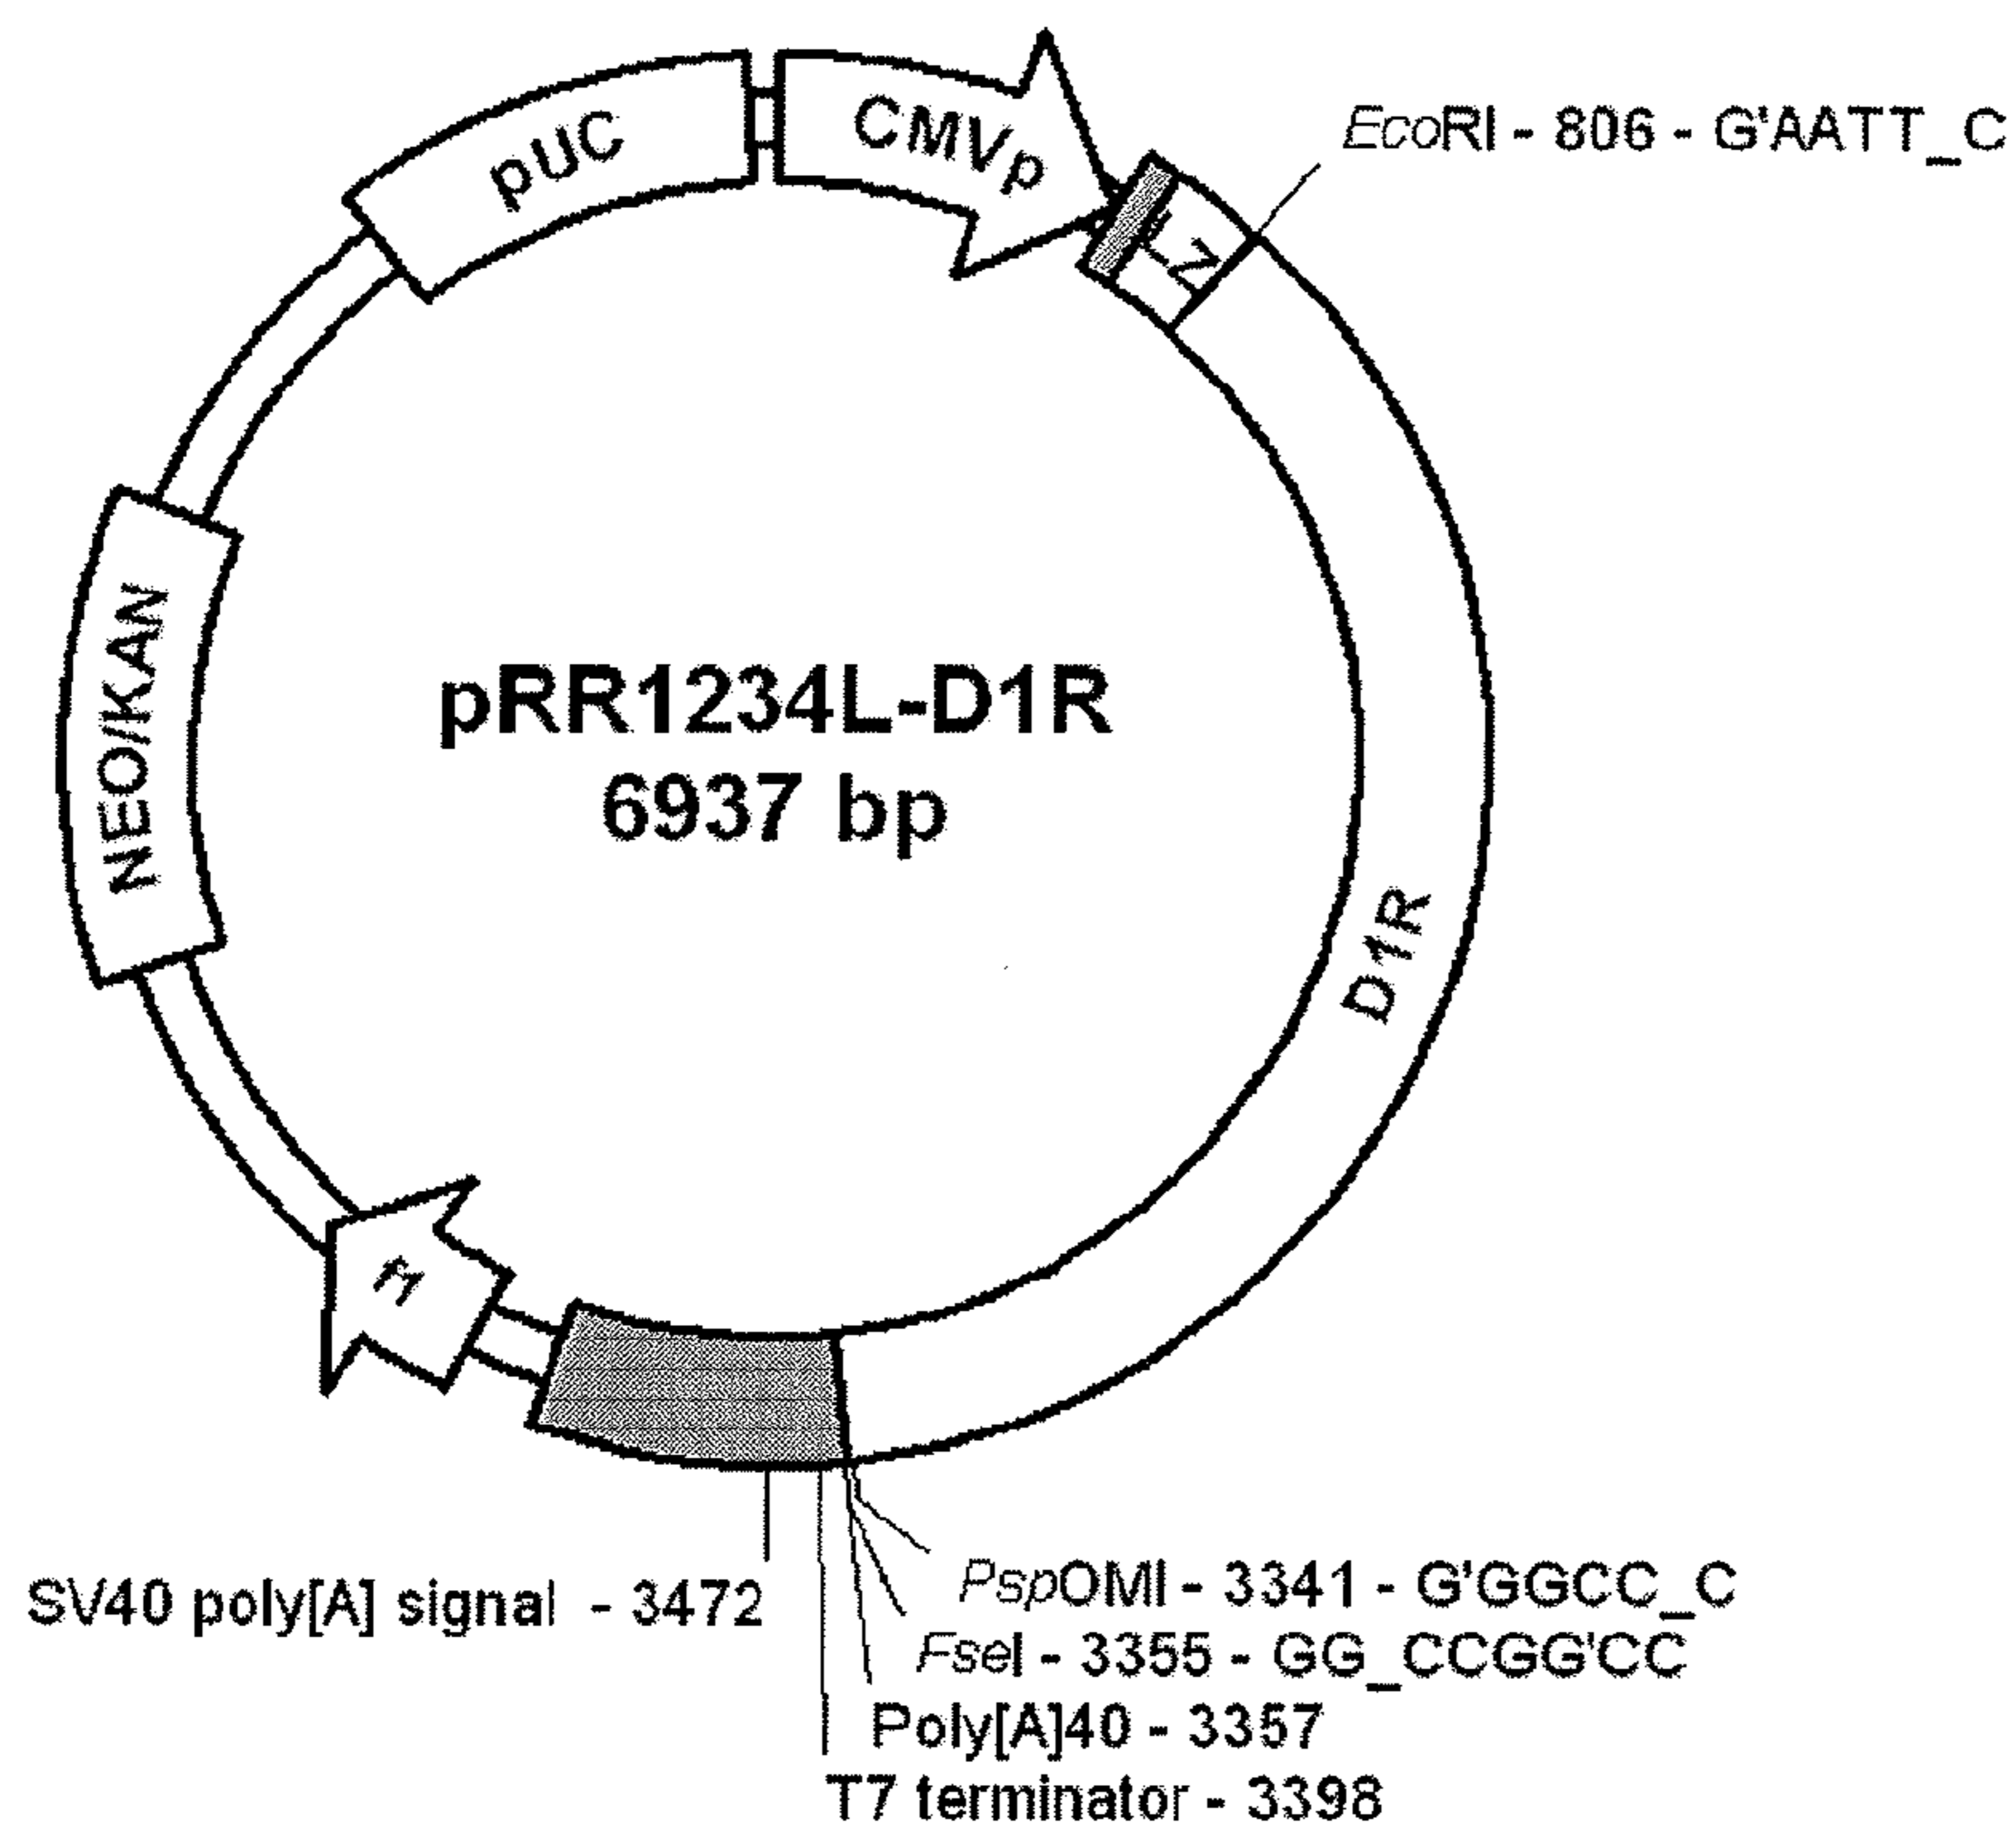 pUC
CMVp
EcoRI - 806 - G'AATT_C
LZ
NEO/KAN
pRR1234L-D1R
6937 bp
D1R
f1
SV40 poly[A] signal - 3472
PspOMI - 3341 - G'GGCC_C
FseI - 3355 - GG_CCGG'CC
Poly[A]40 - 3357
T7 terminator - 3398